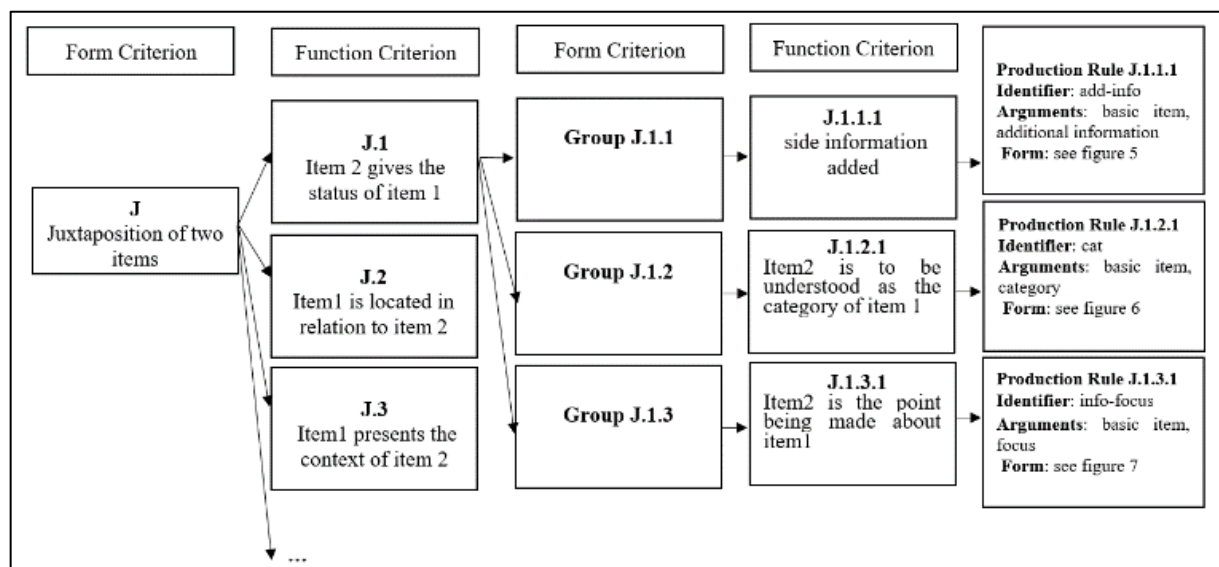 Form Criterion
Function Criterion
Form Criterion
Function Criterion
J
Juxtaposition of two
items
J.1
Item 2 gives the
status of item 1
J.2
Item1 is located in
relation to item 2
J.3
Item1 presents the
context of item 2
...
Group J.1.1
Group J.1.2
Group J.1.3
J.1.1.1
side information
added
J.1.2.1
Item2 is to be
understood as the
category of item 1
J.1.3.1
Item2 is the point
being made about
item1
Production Rule J.1.1.1
Identifier: add-info
Arguments: basic item,
additional information
Form: see figure 5
Production Rule J.1.2.1
Identifier: cat
Arguments: basic item,
category
Form: see figure 6
Production Rule J.1.3.1
Identifier: info-focus
Arguments: basic item,
focus
Form: see figure 7